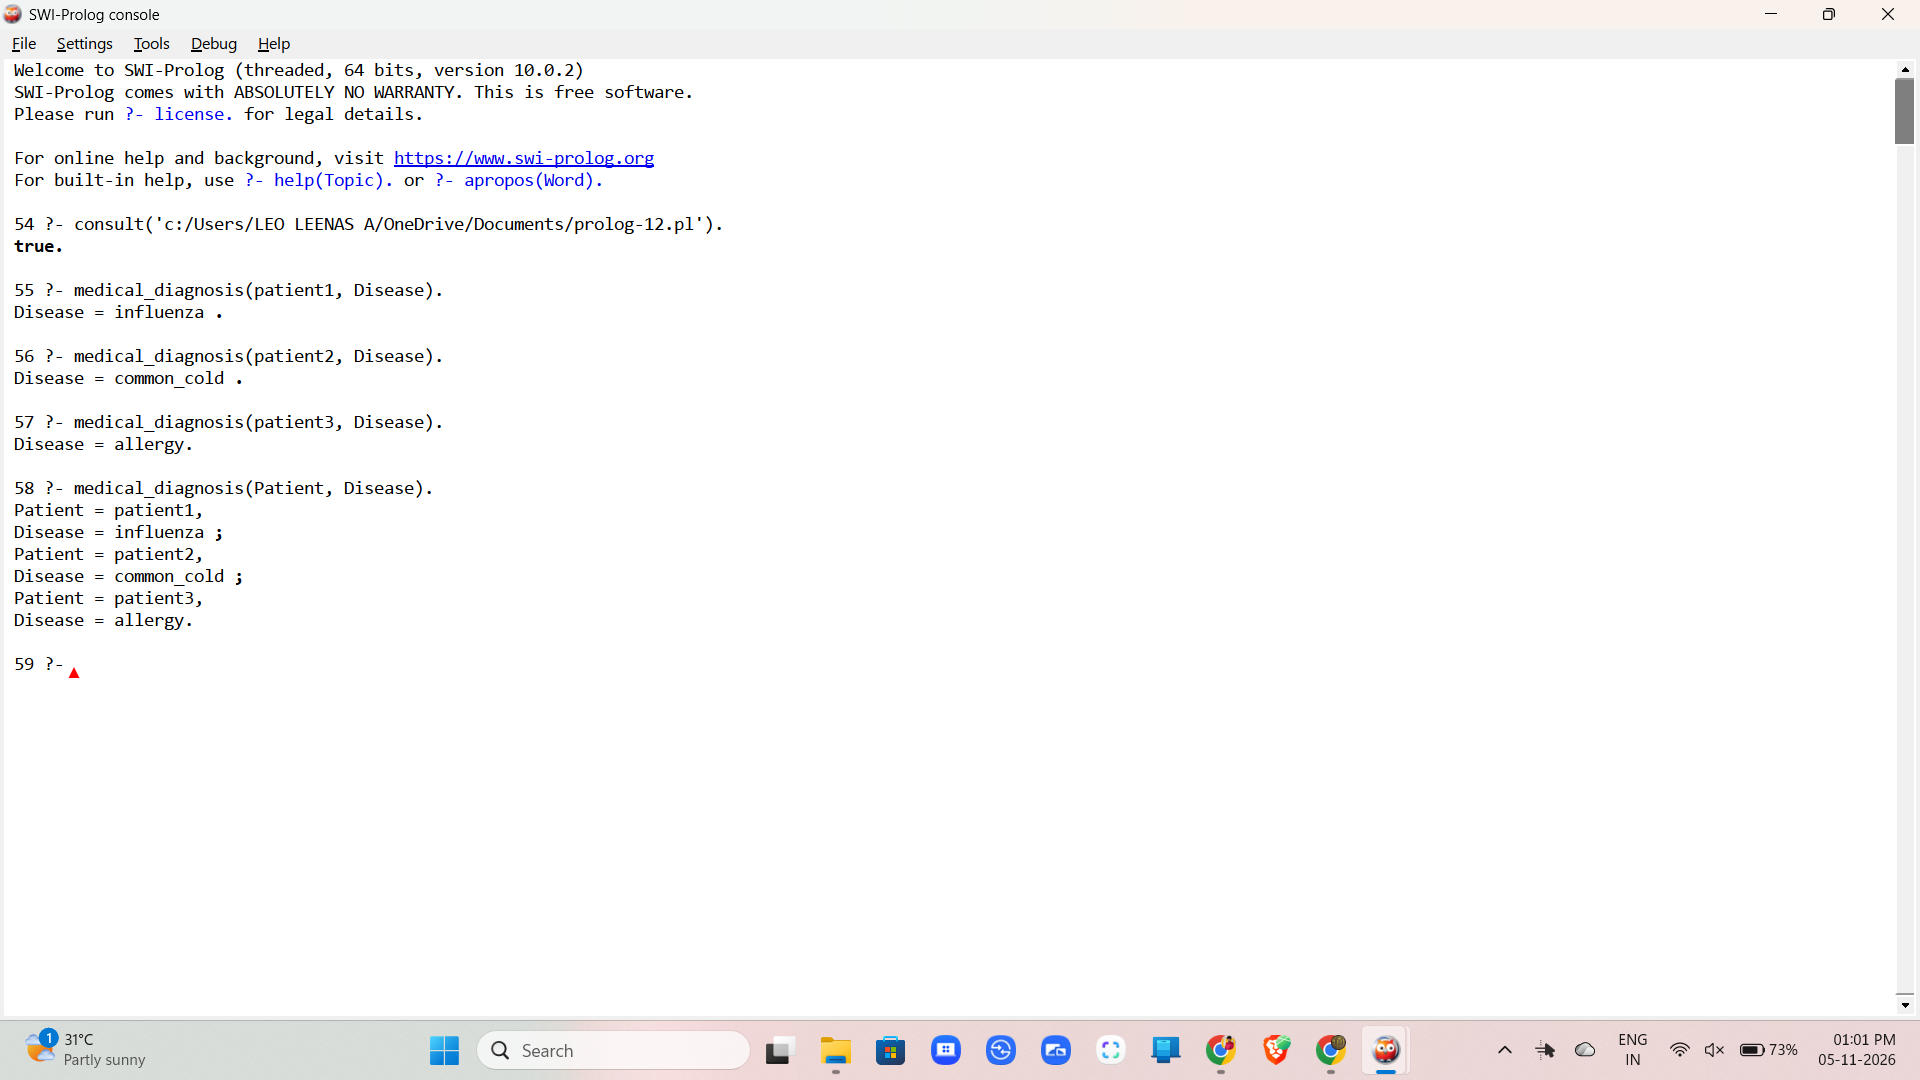 SWI-Prolog console
File Settings Tools Debug Help
Welcome to SWI-Prolog (threaded, 64 bits, version 10.0.2)
SWI-Prolog comes with ABSOLUTELY NO WARRANTY. This is free software.
Please run ?- license. for legal details.
For online help and background, visit https://www.swi-prolog.org
For built-in help, use ?- help(Topic). or ?- apropos(Word).
54 ?- consult('c:/Users/LEO LEENAS A/OneDrive/Documents/prolog-12.pl').
true.
55 ?- medical_diagnosis(patient1, Disease).
Disease = influenza .
56 ?- medical_diagnosis(patient2, Disease).
Disease = common_cold .
57 ?- medical_diagnosis(patient3, Disease).
Disease = allergy.
58 ?- medical_diagnosis(Patient, Disease).
Patient = patient1,
Disease = influenza ;
Patient = patient2,
Disease = common_cold ;
Patient = patient3,
Disease = allergy.
59 ?-
1
31°C
Partly sunny
Search
ENG
IN
73%
01:01 PM
05-11-2026